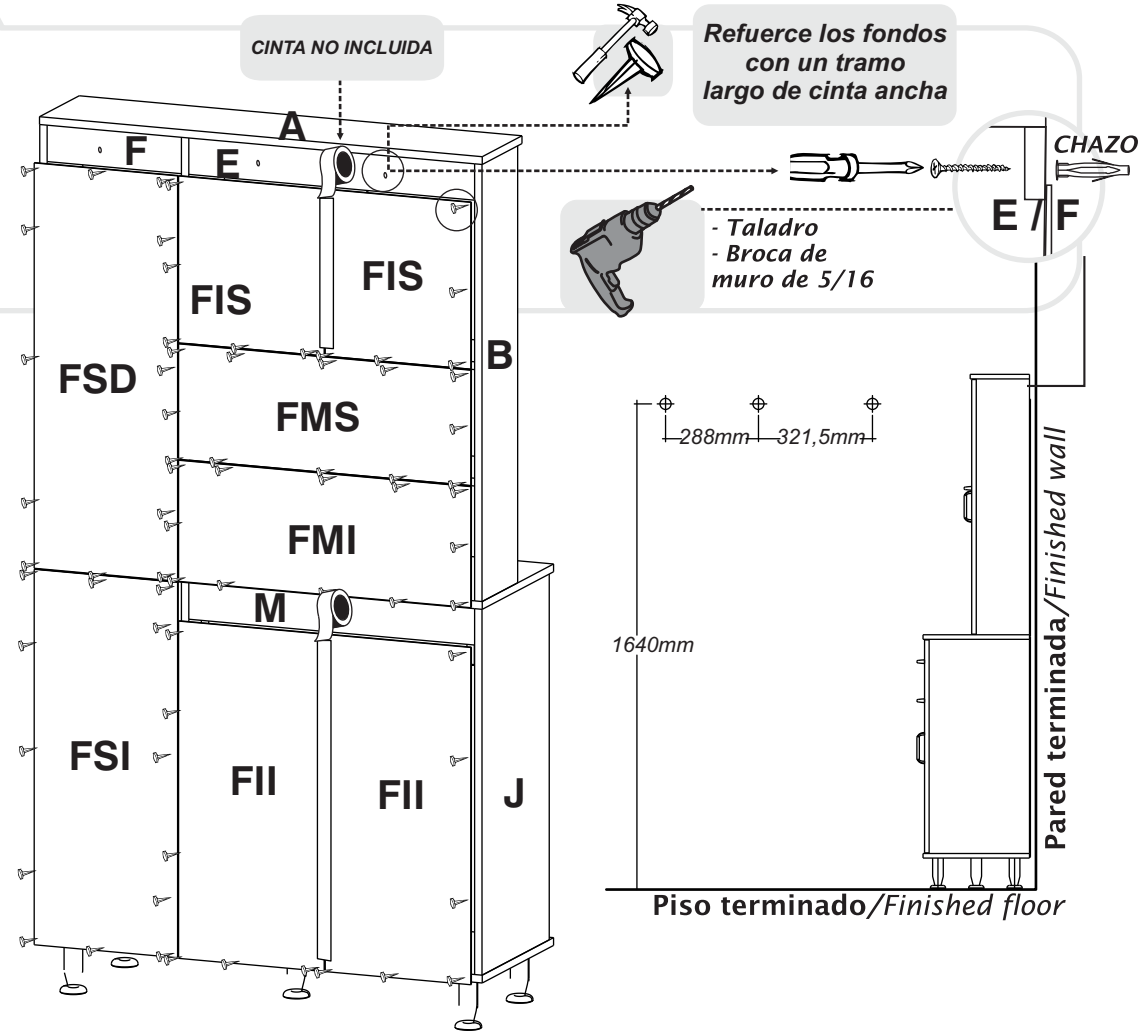 CINTA NO INCLUIDA
Refuerce los fondos
con un tramo
largo de cinta ancha
A
F
E
CHAZO
E / F
- Taladro
- Broca de
muro de 5/16
FIS
FIS
B
FSD
FMS
288mm
321,5mm
FMI
M
1640mm
FSI
FII
FII
J
Pared terminada/Finished wall
Piso terminado/Finished floor